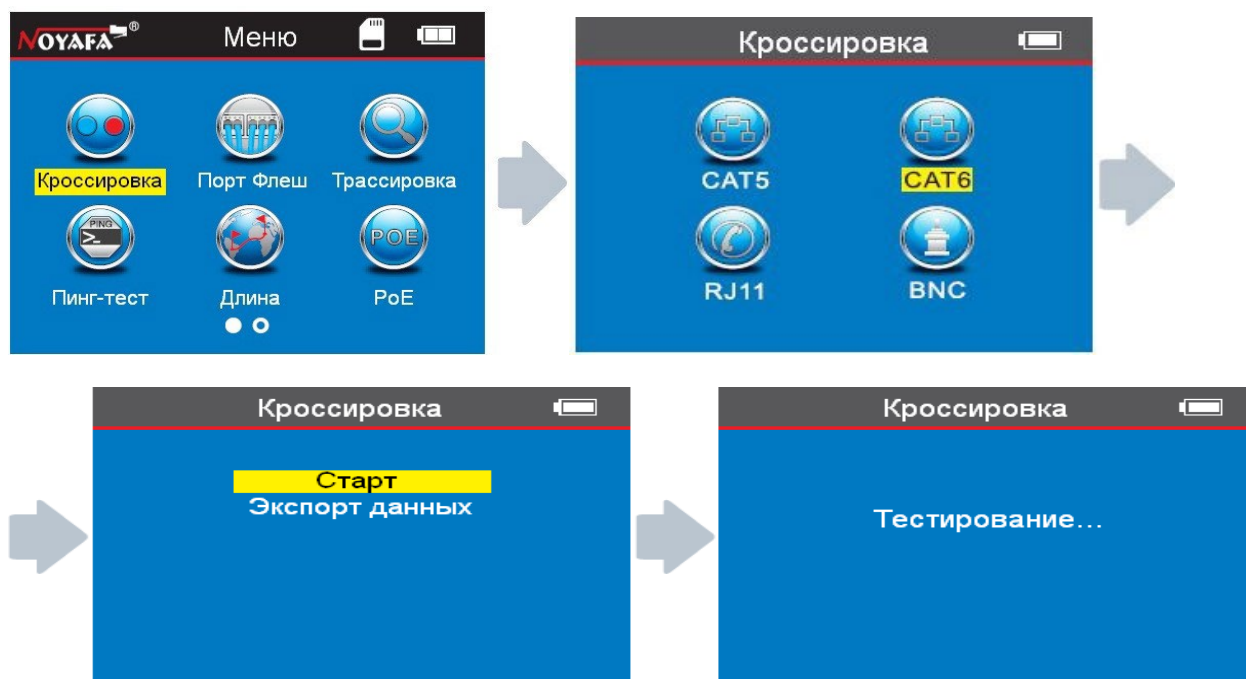 NOYAFA®
Меню
Кроссировка
Порт Флеш
Трассировка
PING
>_
Пинг-тест
Длина
POE
PoE
Кроссировка
CAT5
CAT6
RJ11
BNC
Кроссировка
Старт
Экспорт данных
Кроссировка
Тестирование...